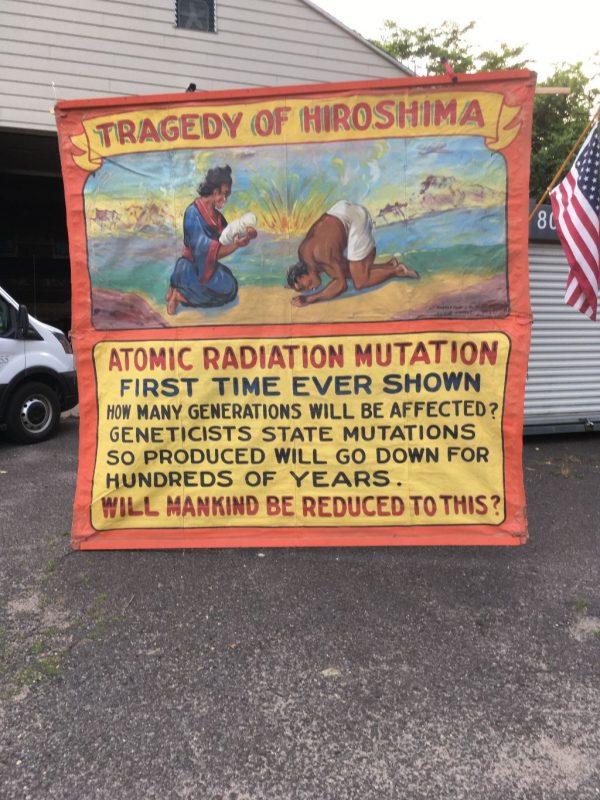 TRAGEDY OF HIROSHIMA
ATOMIC RADIATION MUTATION
FIRST TIME EVER SHOWN
HOW MANY GENERATIONS WILL BE AFFECTED?
GENETICISTS STATE MUTATIONS
SO PRODUCED WILL GO DOWN FOR
HUNDREDS OF YEARS.
WILL MANKIND BE REDUCED TO THIS?